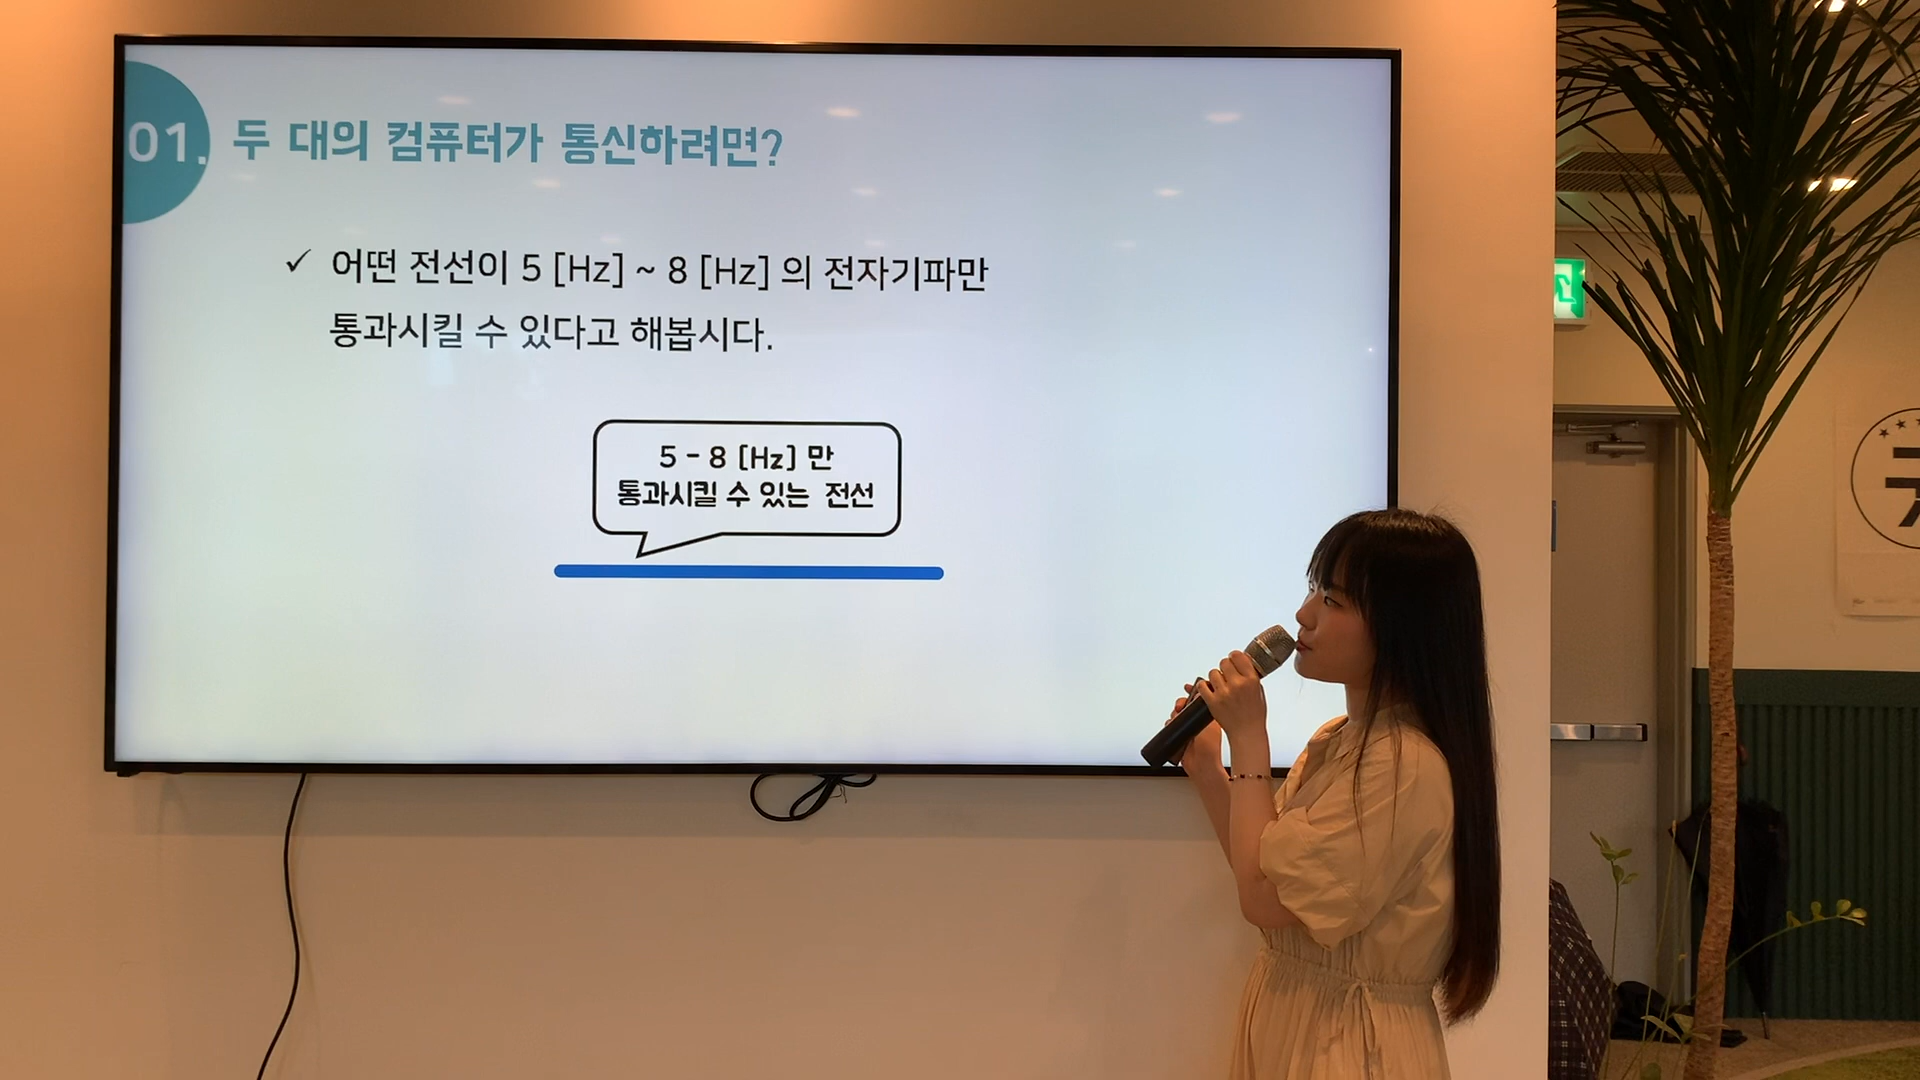 01. 두 대의 컴퓨터가 통신하려면?
✓ 어떤 전선이 5 [Hz] ~ 8 [Hz] 의 전자기파만
통과시킬 수 있다고 해봅시다.
5 - 8 [Hz] 만
통과시킬 수 있는 전선